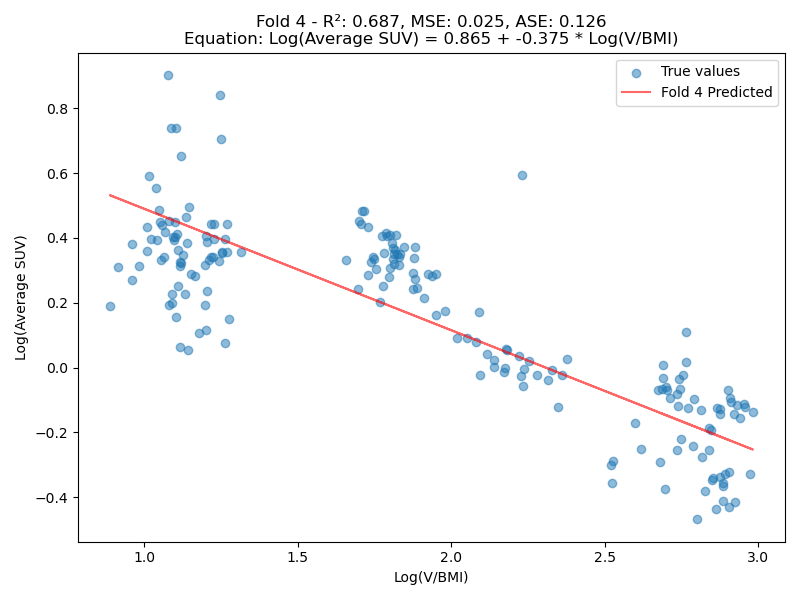 Fold 4 - R²: 0.687, MSE: 0.025, ASE: 0.126
Equation: Log(Average SUV) = 0.865 + -0.375 * Log(V/BMI)
True values
Fold 4 Predicted
Log(Average SUV)
0.8
0.6
0.4
0.2
0.0
−0.2
−0.4
1.0 1.5 2.0 2.5 3.0
Log(V/BMI)